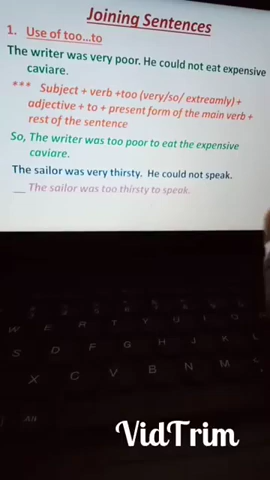 Joining Sentences
1. Use of too...to
The writer was very poor. He could not eat expensive
caviare.
*** Subject + verb +too (very/so/ extreamly) +
adjective + to + present form of the main verb +
rest of the sentence
So, The writer was too poor to eat the expensive
caviare.
The sailor was very thirsty. He could not speak.
__ The sailor was too thirsty to speak.
W E R T Y U I
S D F G H J K
X C V B N M
Alt
VidTrim